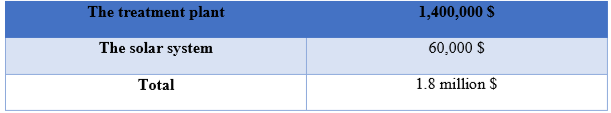 The treatment plant 1,400,000 $
The solar system 60,000 $
Total 1.8 million $